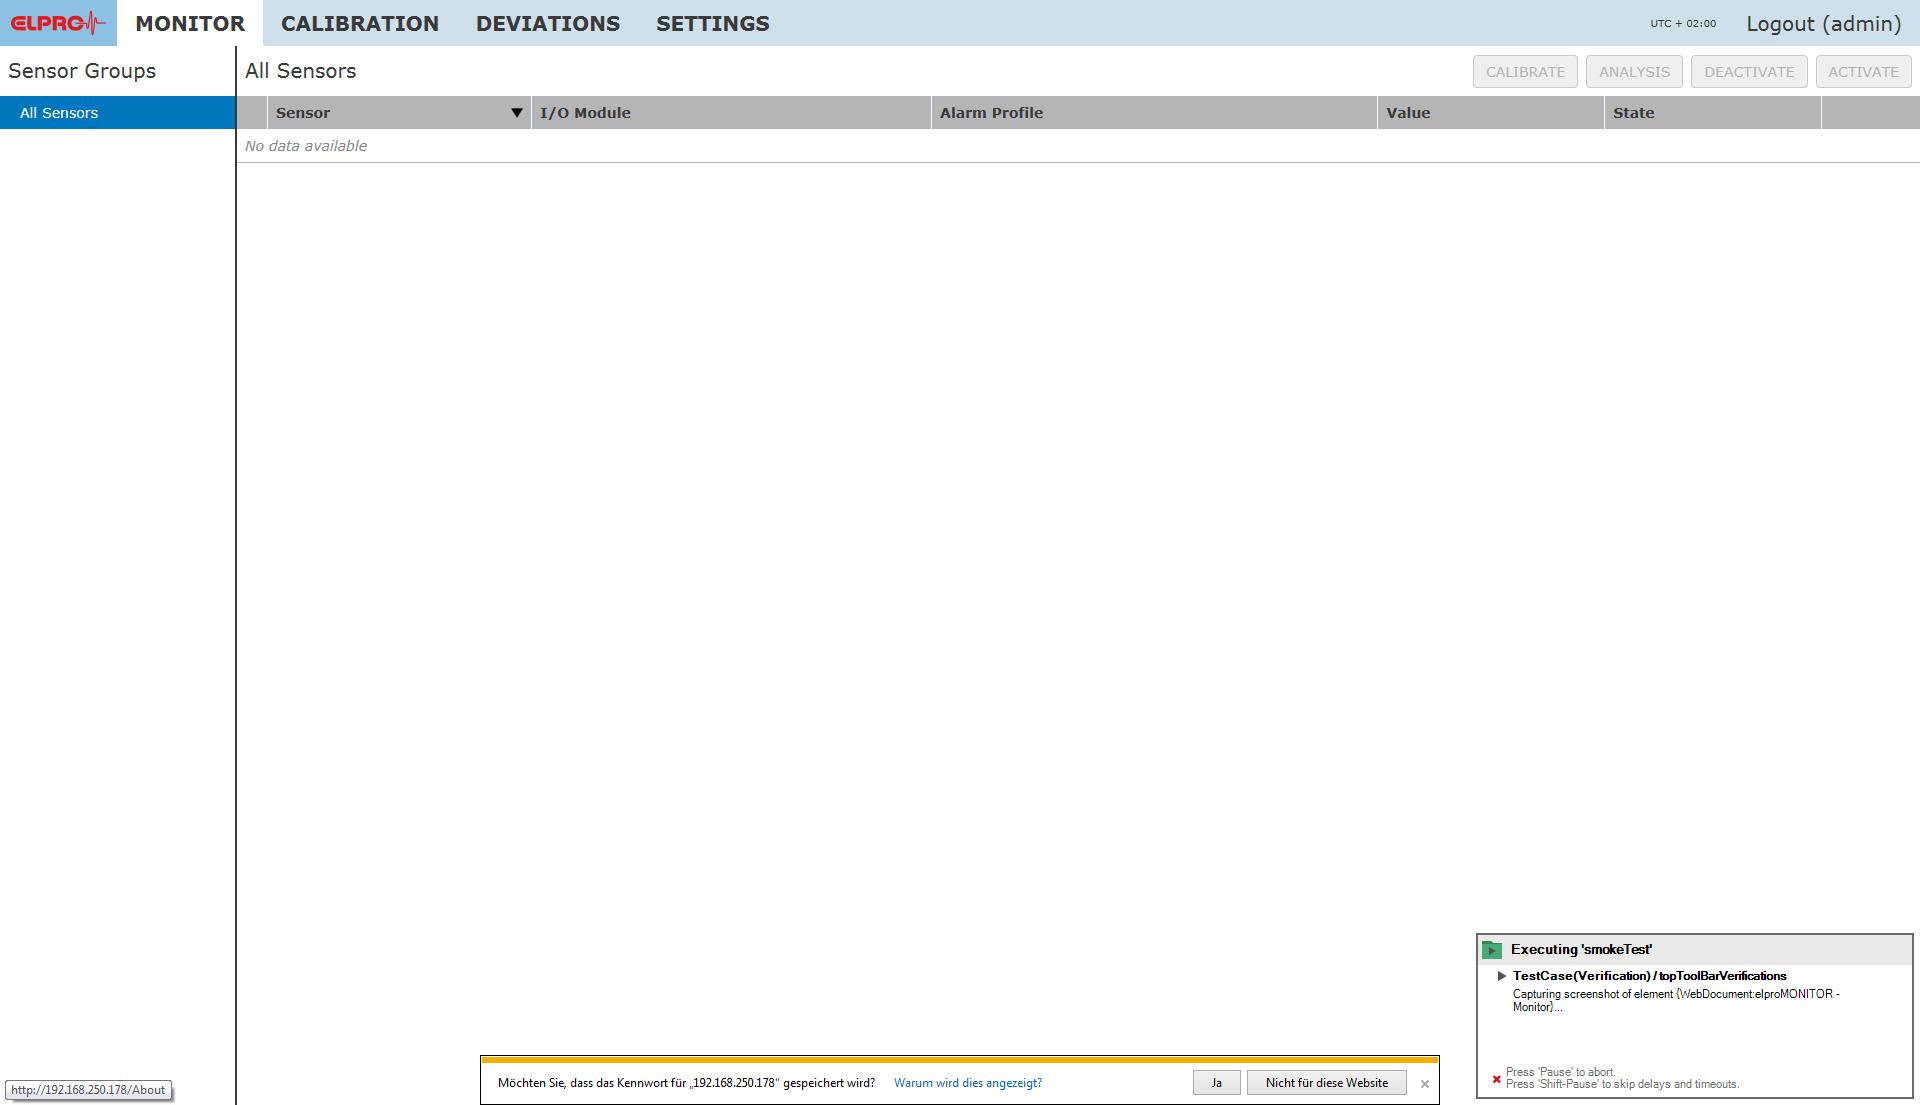 ELPRO MONITOR CALIBRATION DEVIATIONS SETTINGS UTC + 02:00 Logout (admin)
Sensor Groups All Sensors CALIBRATE ANALYSIS DEACTIVATE ACTIVATE
All Sensors Sensor I/O Module Alarm Profile Value State
No data available
Executing 'smokeTest'
TestCase(Verification) / topToolBarVerifications
Capturing screenshot of element {WebDocument:elproMONITOR -
Monitor}...
Press 'Pause' to abort.
Press 'Shift-Pause' to skip delays and timeouts.
Möchten Sie, dass das Kennwort für „192.168.250.178“ gespeichert wird? Warum wird dies angezeigt? Ja Nicht für diese Website
http://192.168.250.178/About